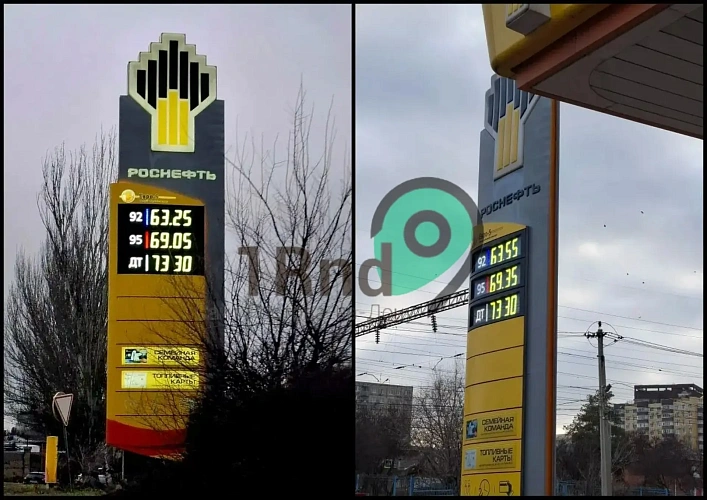 РОСНЕФТЬ
92 63.25
95 69.05
ДТ 73 30
СЕМЕЙНАЯ
КОМАНДА
ТОПЛИВНЫЕ
КАРТЫ
РОСНЕФТЬ
92 63.55
95 69.35
ДТ 73 30
СЕМЕЙНАЯ
КОМАНДА
ТОПЛИВНЫЕ
КАРТЫ
1Rnd